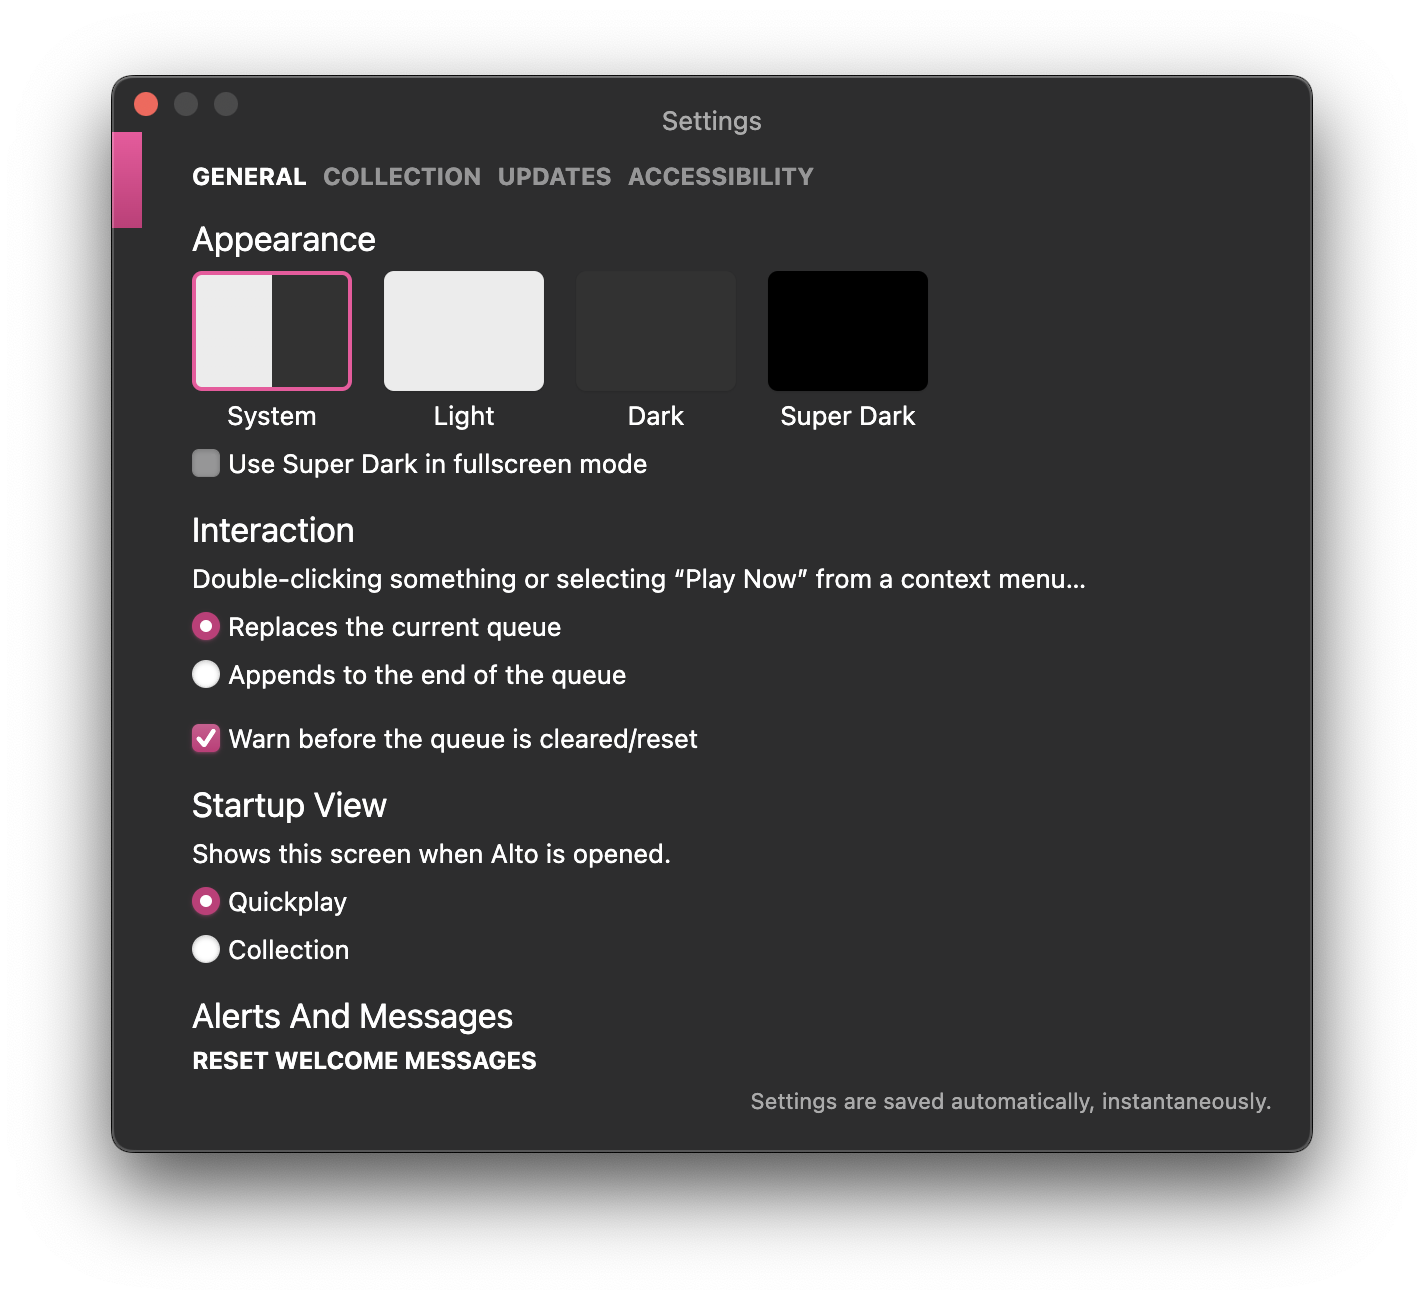 Settings
GENERAL COLLECTION UPDATES ACCESSIBILITY
Appearance
System Light Dark Super Dark
Use Super Dark in fullscreen mode
Interaction
Double-clicking something or selecting “Play Now” from a context menu...
Replaces the current queue
Appends to the end of the queue
Warn before the queue is cleared/reset
Startup View
Shows this screen when Alto is opened.
Quickplay
Collection
Alerts And Messages
RESET WELCOME MESSAGES
Settings are saved automatically, instantaneously.